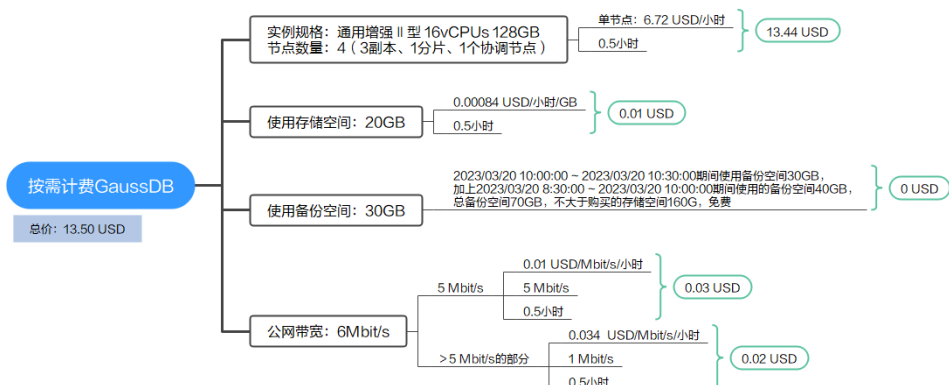 实例规格：通用增强 II 型 16vCPUs 128GB
节点数量：4（3副本、1分片、1个协调节点）
单节点：6.72 USD/小时
0.5小时
13.44 USD
使用存储空间：20GB
0.00084 USD/小时/GB
0.5小时
0.01 USD
按需计费GaussDB
总价：13.50 USD
使用备份空间：30GB
2023/03/20 10:00:00 ~ 2023/03/20 10:30:00期间使用备份空间30GB，
加上2023/03/20 8:30:00 ~ 2023/03/20 10:00:00期间使用的备份空间40GB，
总备份空间70GB，不大于购买的存储空间160G，免费
0 USD
公网带宽：6Mbit/s
5 Mbit/s
0.01 USD/Mbit/s/小时
5 Mbit/s
0.5小时
0.03 USD
>5 Mbit/s的部分
0.034 USD/Mbit/s/小时
1 Mbit/s
0.5小时
0.02 USD